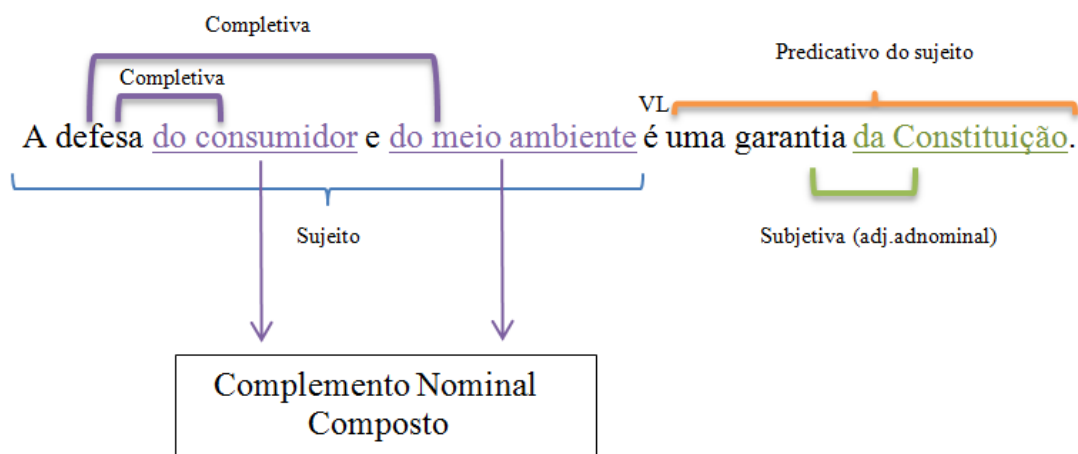 Completiva
Predicativo do sujeito
Completiva
VL
A defesa do consumidor e do meio ambiente é uma garantia da Constituição.
Sujeito
Subjetiva (adj.adnominal)
Complemento Nominal
Composto